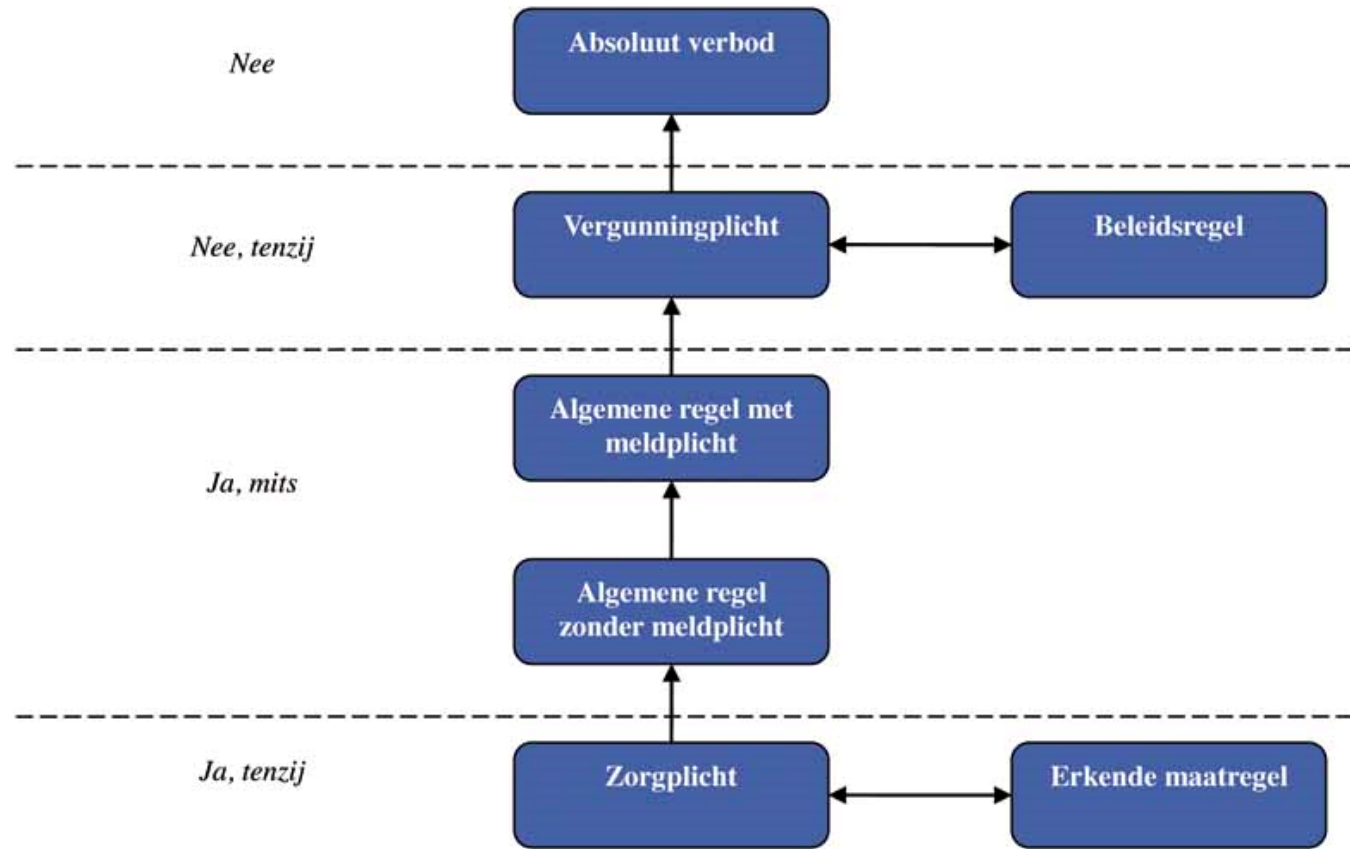 Nee
Absoluut verbod
Nee, tenzij
Vergunningplicht
Beleidsregel
Ja, mits
Algemene regel met
meldplicht
Algemene regel
zonder meldplicht
Ja, tenzij
Zorgplicht
Erkende maatregel